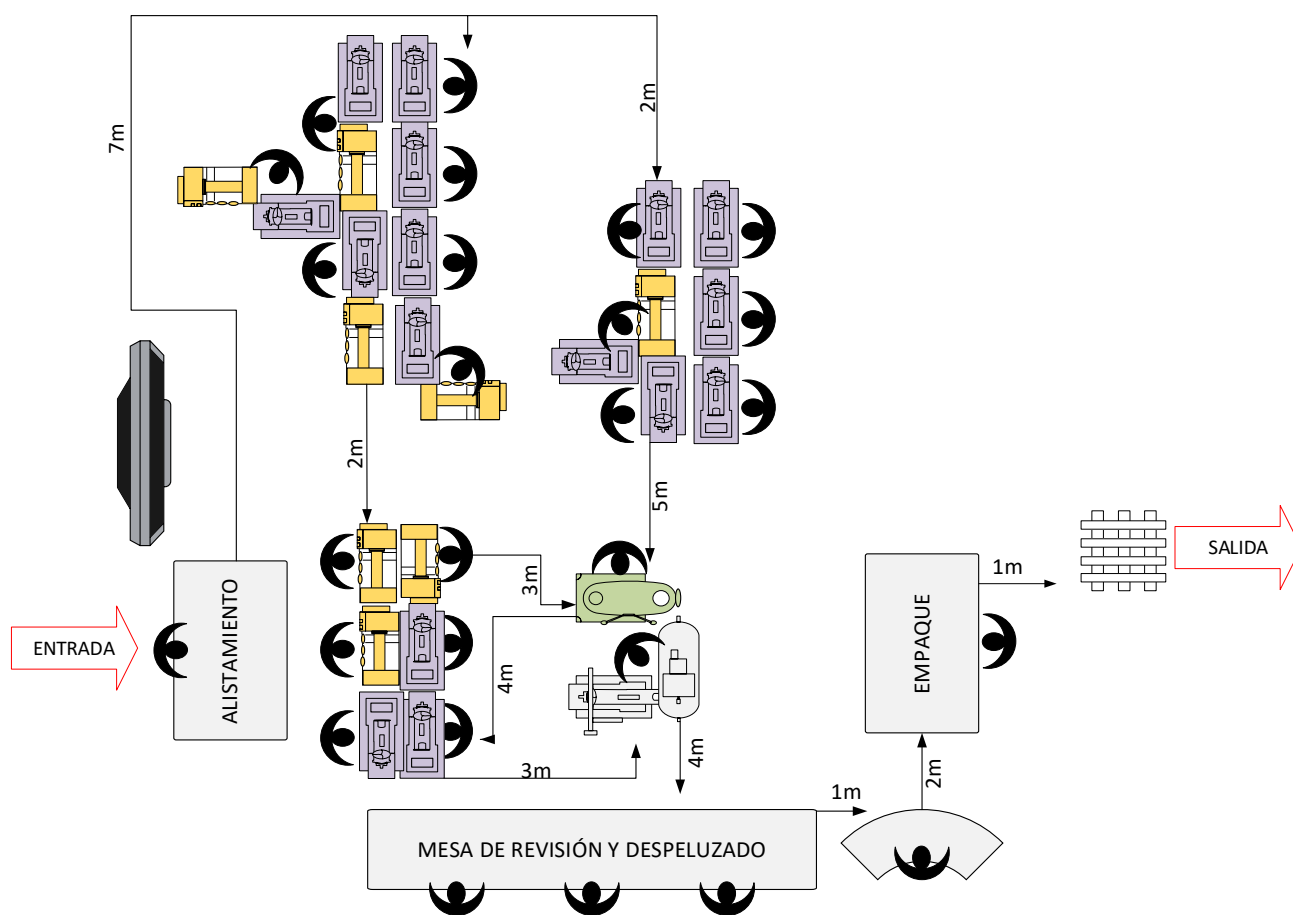 7m
2m
2m
5m
ENTRADA
ALISTAMIENTO
3m
4m
3m
4m
MESA DE REVISIÓN Y DESPELUZADO
1m
2m
EMPAQUE
1m
SALIDA